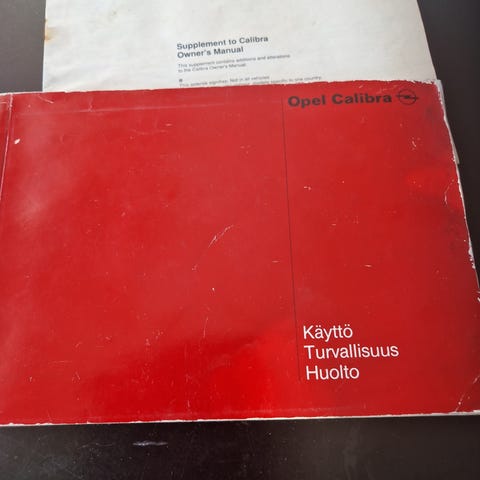 Supplement to Calibra
Owner's Manual
This supplement contains additions and alterations
to the Calibra Owner's Manual.
Opel Calibra
Käyttö
Turvallisuus
Huolto